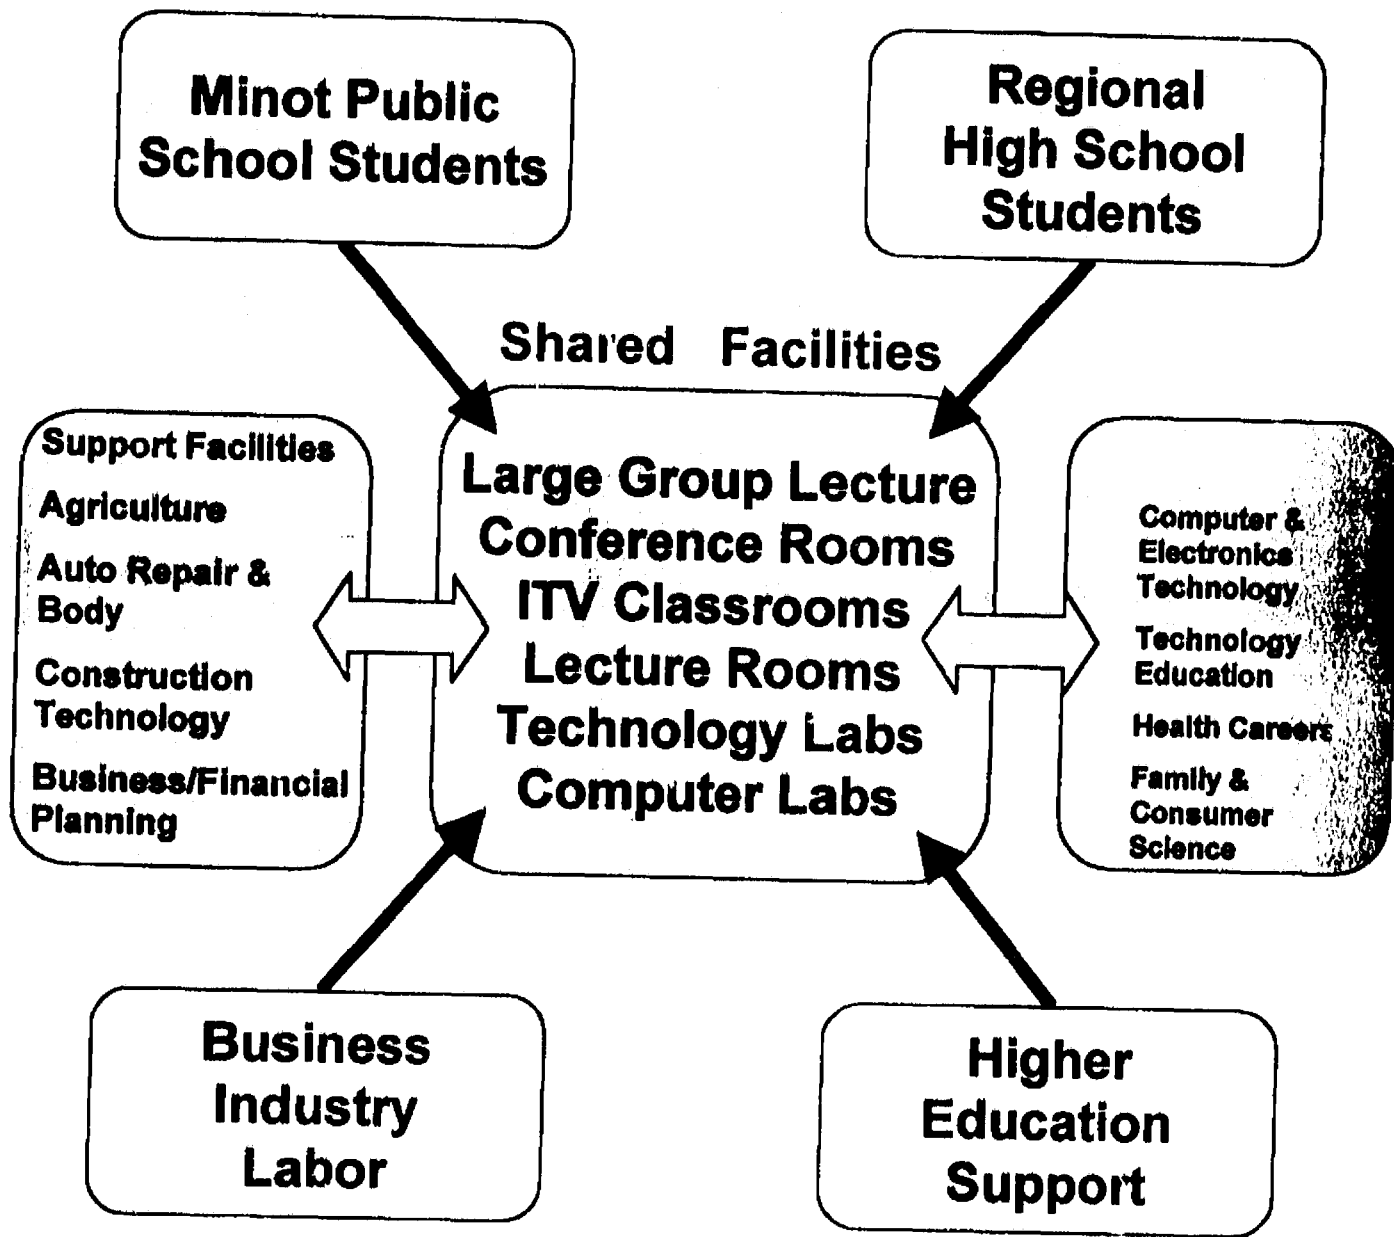 Minot Public
School Students
Regional
High School
Students
Shared Facilities
Support Facilities
Agriculture
Auto Repair &
Body
Construction
Technology
Business/Financial
Planning
Large Group Lecture
Conference Rooms
ITV Classrooms
Lecture Rooms
Technology Labs
Computer Labs
Computer &
Electronics
Technology
Technology
Education
Health Careers
Family &
Consumer
Science
Business
Industry
Labor
Higher
Education
Support